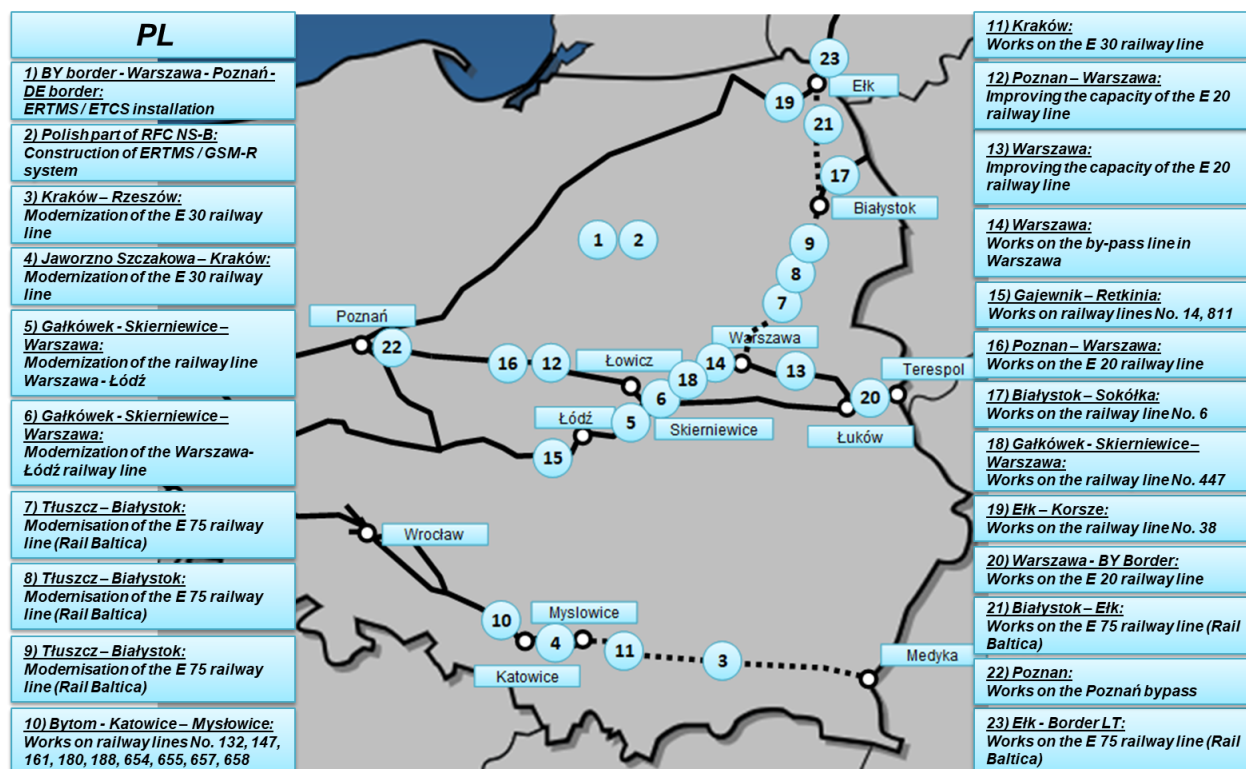 PL
1) BY border - Warszawa - Poznań -
DE border:
ERTMS / ETCS installation
2) Polish part of RFC NS-B:
Construction of ERTMS / GSM-R
system
3) Kraków – Rzeszów:
Modernization of the E 30 railway
line
4) Jaworzno Szczakowa – Kraków:
Modernization of the E 30 railway
line
5) Gałkówek - Skierniewice –
Warszawa:
Modernization of the railway line
Warszawa - Łódź
6) Gałkówek - Skierniewice –
Warszawa:
Modernization of the Warszawa-
Łódź railway line
7) Tłuszcz – Białystok:
Modernisation of the E 75 railway
line (Rail Baltica)
8) Tłuszcz – Białystok:
Modernisation of the E 75 railway
line (Rail Baltica)
9) Tłuszcz – Białystok:
Modernisation of the E 75 railway
line (Rail Baltica)
10) Bytom - Katowice – Mysłowice:
Works on railway lines No. 132, 147,
161, 180, 188, 654, 655, 657, 658
23
Ełk
19
21
17
Białystok
1
2
9
8
7
Poznań
22
Warszawa
16
12
Łowicz
14
13
18
Terespol
6
20
Łódź
5
Skierniewice
Łuków
15
Wrocław
10
Mysłowice
4
11
3
Medyka
Katowice
11) Kraków:
Works on the E 30 railway line
12) Poznan – Warszawa:
Improving the capacity of the E 20
railway line
13) Warszawa:
Improving the capacity of the E 20
railway line
14) Warszawa:
Works on the by-pass line in
Warszawa
15) Gajewnik – Retkinia:
Works on railway lines No. 14, 811
16) Poznan – Warszawa:
Works on the E 20 railway line
17) Białystok – Sokółka:
Works on the railway line No. 6
18) Gałkówek - Skierniewice –
Warszawa:
Works on the railway line No. 447
19) Ełk – Korsze:
Works on the railway line No. 38
20) Warszawa - BY Border:
Works on the E 20 railway line
21) Białystok – Ełk:
Works on the E 75 railway line (Rail
Baltica)
22) Poznan:
Works on the Poznań bypass
23) Ełk - Border LT:
Works on the E 75 railway line (Rail
Baltica)